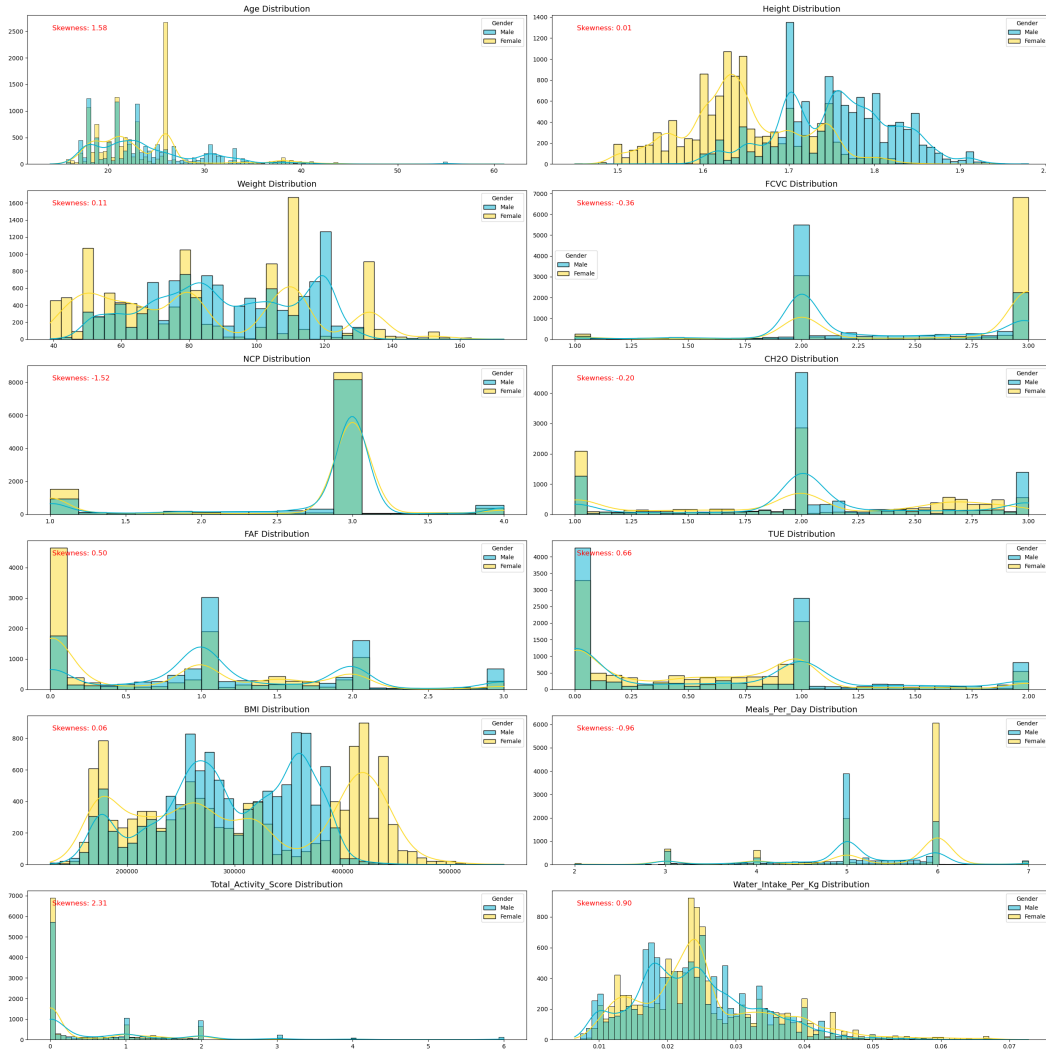 Age Distribution
Skewness: 1.58
Gender
Male
Female
0
500
1000
1500
2000
2500
20
30
40
50
60
Height Distribution
Skewness: 0.01
Gender
Male
Female
0
200
400
600
800
1000
1200
1400
1.5
1.6
1.7
1.8
1.9
Weight Distribution
Skewness: 0.11
Gender
Male
Female
0
200
400
600
800
1000
1200
1400
1600
40
60
80
100
120
140
160
FCVC Distribution
Skewness: -0.36
Gender
Male
Female
0
1000
2000
3000
4000
5000
6000
7000
1.00
1.25
1.50
1.75
2.00
2.25
2.50
2.75
3.00
NCP Distribution
Skewness: -1.52
Gender
Male
Female
0
2000
4000
6000
8000
1.0
1.5
2.0
2.5
3.0
3.5
4.0
CH2O Distribution
Skewness: -0.20
Gender
Male
Female
0
1000
2000
3000
4000
1.00
1.25
1.50
1.75
2.00
2.25
2.50
2.75
3.00
FAF Distribution
Skewness: 0.50
Gender
Male
Female
0
1000
2000
3000
4000
0.0
0.5
1.0
1.5
2.0
2.5
3.0
TUE Distribution
Skewness: 0.66
Gender
Male
Female
0
500
1000
1500
2000
2500
3000
3500
4000
0.00
0.25
0.50
0.75
1.00
1.25
1.50
1.75
2.00
BMI Distribution
Skewness: 0.06
Gender
Male
Female
0
200
400
600
800
200000
300000
400000
500000
Meals_Per_Day Distribution
Skewness: -0.96
Gender
Male
Female
0
1000
2000
3000
4000
5000
6000
2
3
4
5
6
7
Total_Activity_Score Distribution
Skewness: 2.31
Gender
Male
Female
0
1000
2000
3000
4000
5000
6000
7000
0
1
2
3
4
5
6
Water_Intake_Per_Kg Distribution
Skewness: 0.90
Gender
Male
Female
0
200
400
600
800
0.01
0.02
0.03
0.04
0.05
0.06
0.07